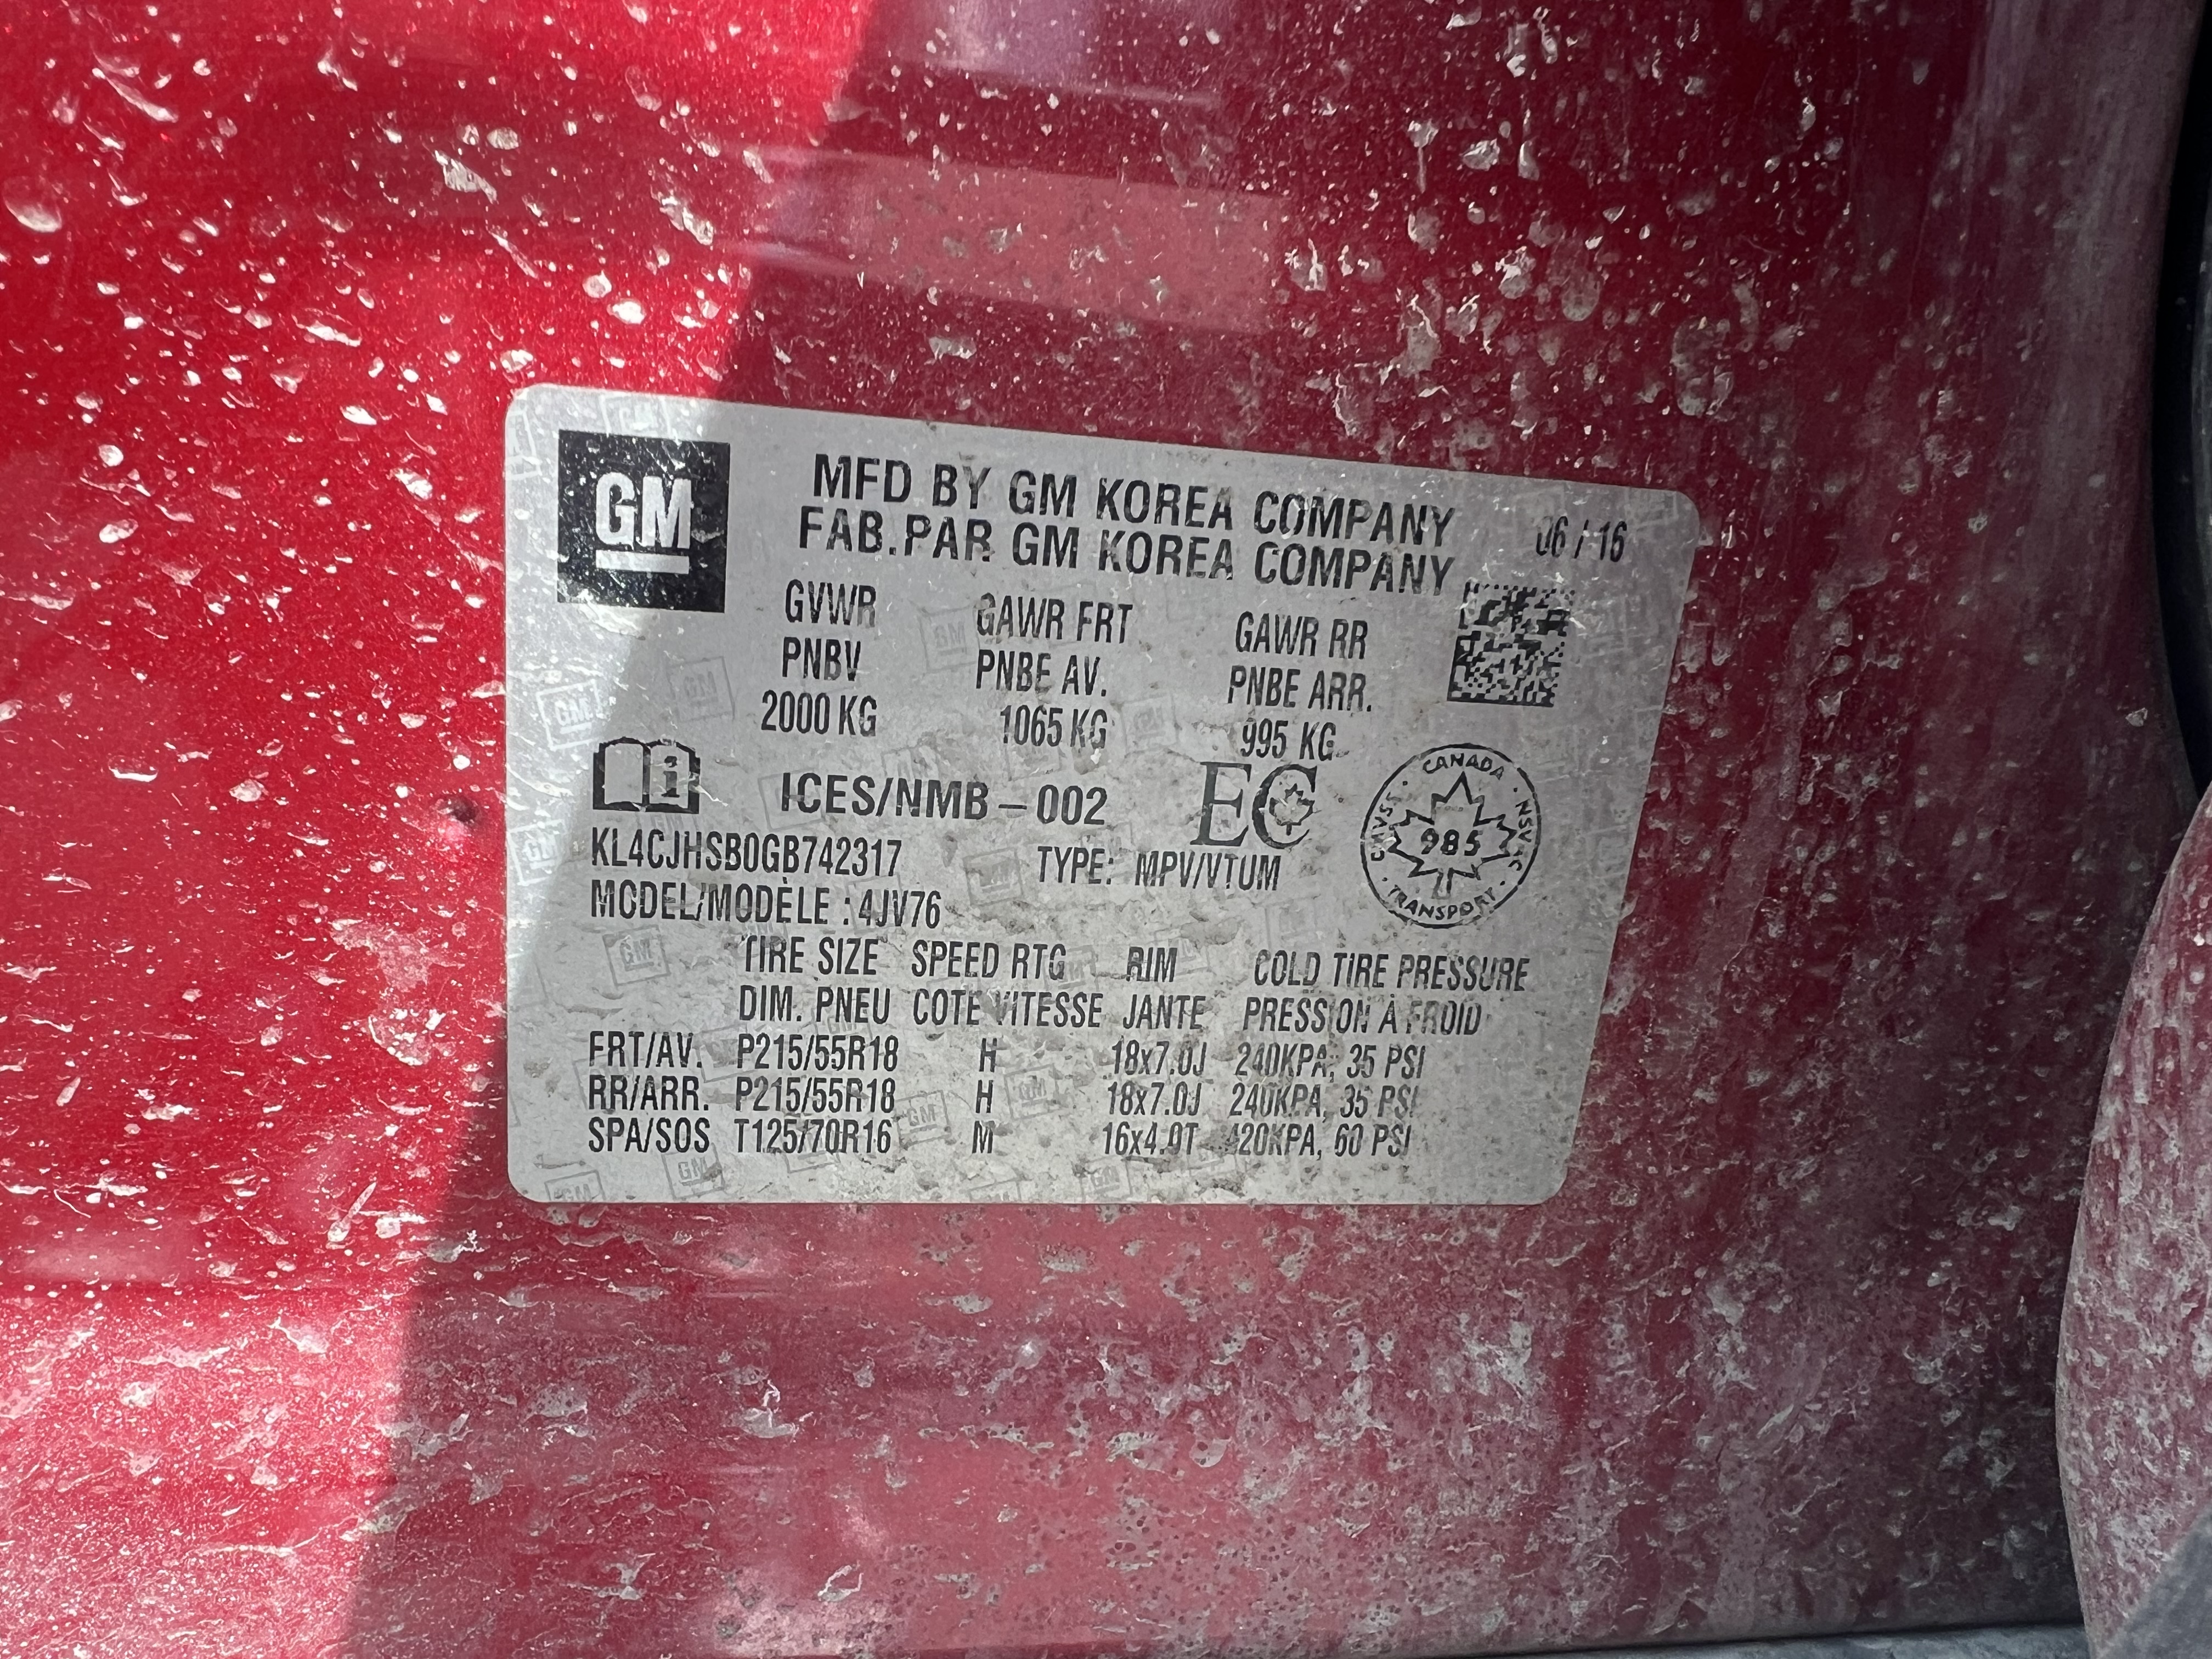 GM
MFD BY GM KOREA COMPANY 06 / 16
FAB.PAR GM KOREA COMPANY
GVWR GAWR FRT GAWR RR
PNBV PNBE AV. PNBE ARR.
2000 KG 1065 KG 995 KG
ICES/NMB – 002 EC
CANADA
CMVSS · NSVAC
985
TRANSPORT
KL4CJHSB0GB742317 TYPE: MPV/VTUM
MODEL/MODÈLE : 4JV76
TIRE SIZE SPEED RTG RIM COLD TIRE PRESSURE
DIM. PNEU COTE VITESSE JANTE PRESSION À FROID
FRT/AV. P215/55R18 H 18x7.0J 240KPA, 35 PSI
RR/ARR. P215/55R18 H 18x7.0J 240KPA, 35 PSI
SPA/SOS T125/70R16 M 16x4.0T 420KPA, 60 PSI